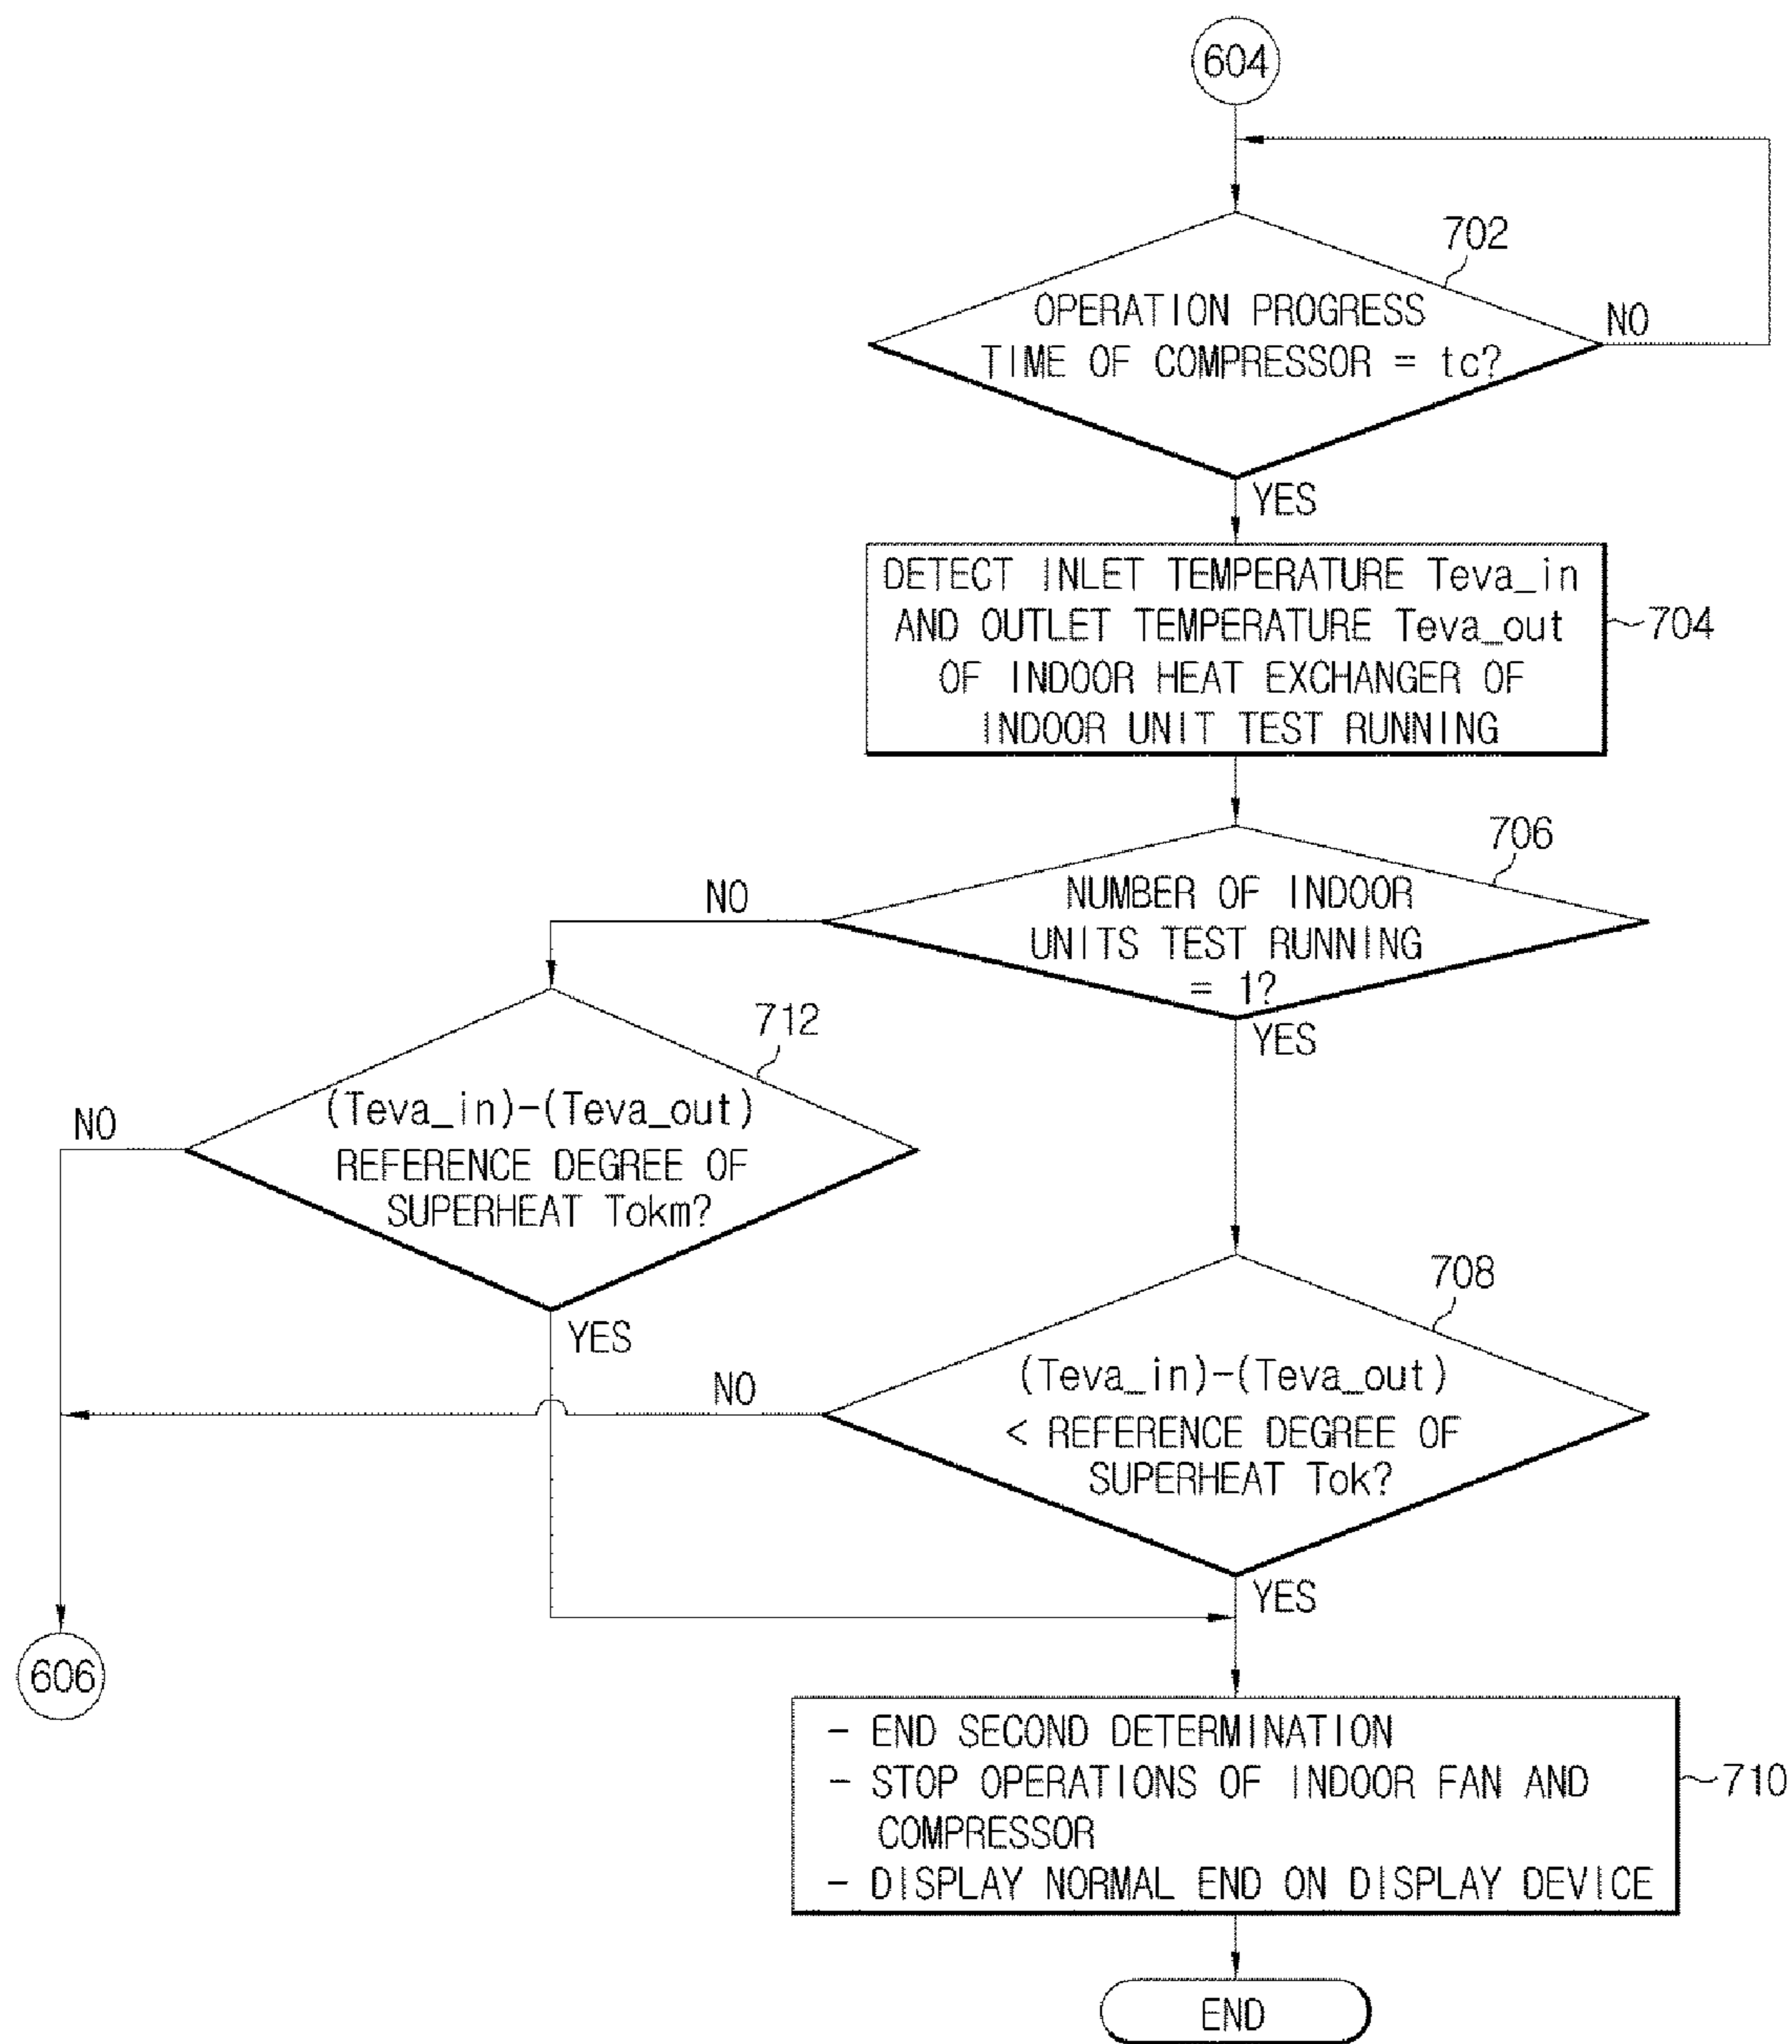 604
702
OPERATION PROGRESS
TIME OF COMPRESSOR = tc?
NO
YES
DETECT INLET TEMPERATURE Teva_in
AND OUTLET TEMPERATURE Teva_out
OF INDOOR HEAT EXCHANGER OF
INDOOR UNIT TEST RUNNING
704
706
NUMBER OF INDOOR
UNITS TEST RUNNING
= 1?
NO
YES
712
(Teva_in)-(Teva_out)
REFERENCE DEGREE OF
SUPERHEAT Tokm?
NO
YES
708
(Teva_in)-(Teva_out)
< REFERENCE DEGREE OF
SUPERHEAT Tok?
NO
YES
606
- END SECOND DETERMINATION
- STOP OPERATIONS OF INDOOR FAN AND
COMPRESSOR
- DISPLAY NORMAL END ON DISPLAY DEVICE
710
END